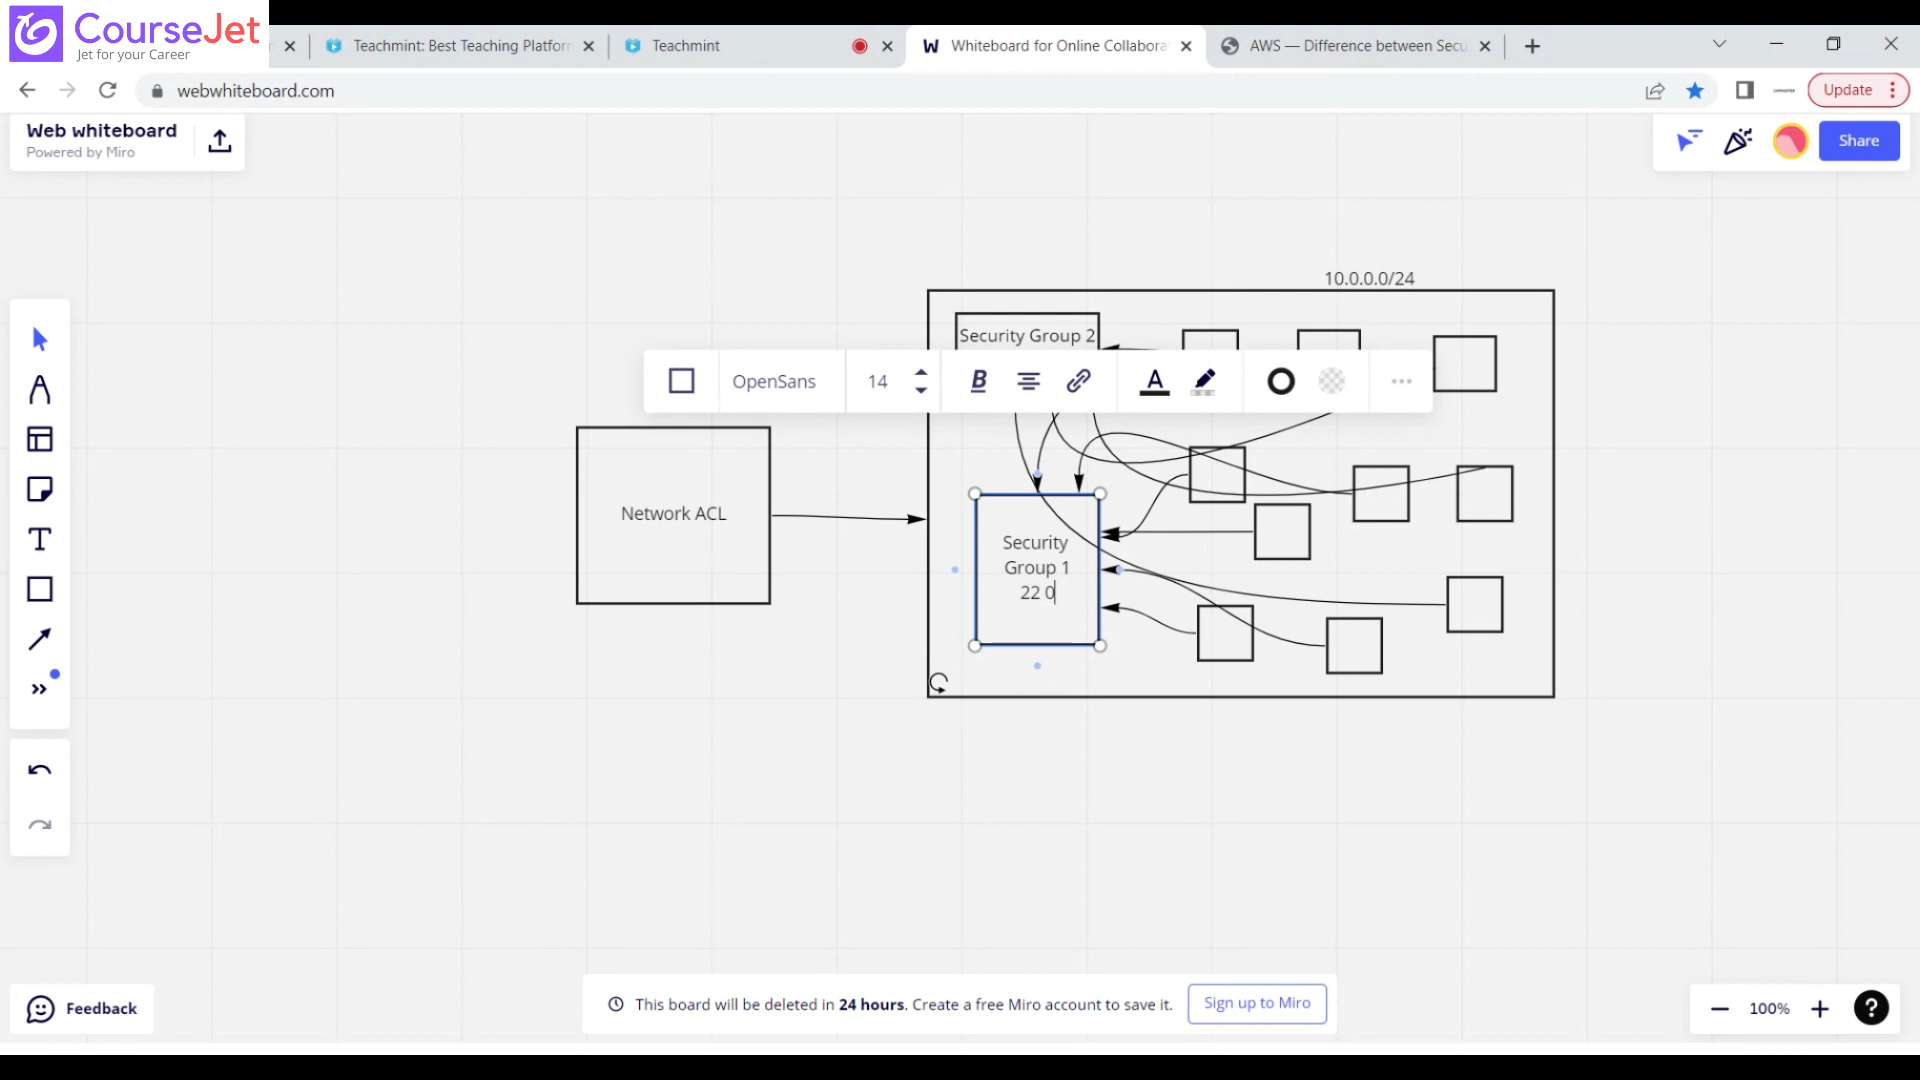 CourseJet
Jet for your Career
Teachmint: Best Teaching Platfor
Teachmint
Whiteboard for Online Collabora
AWS — Difference between Secu
webwhiteboard.com
Update
Web whiteboard
Powered by Miro
Share
10.0.0.0/24
Security Group 2
OpenSans
14
B
A
Network ACL
Security
Group 1
22 0
Feedback
This board will be deleted in 24 hours. Create a free Miro account to save it.
Sign up to Miro
100%